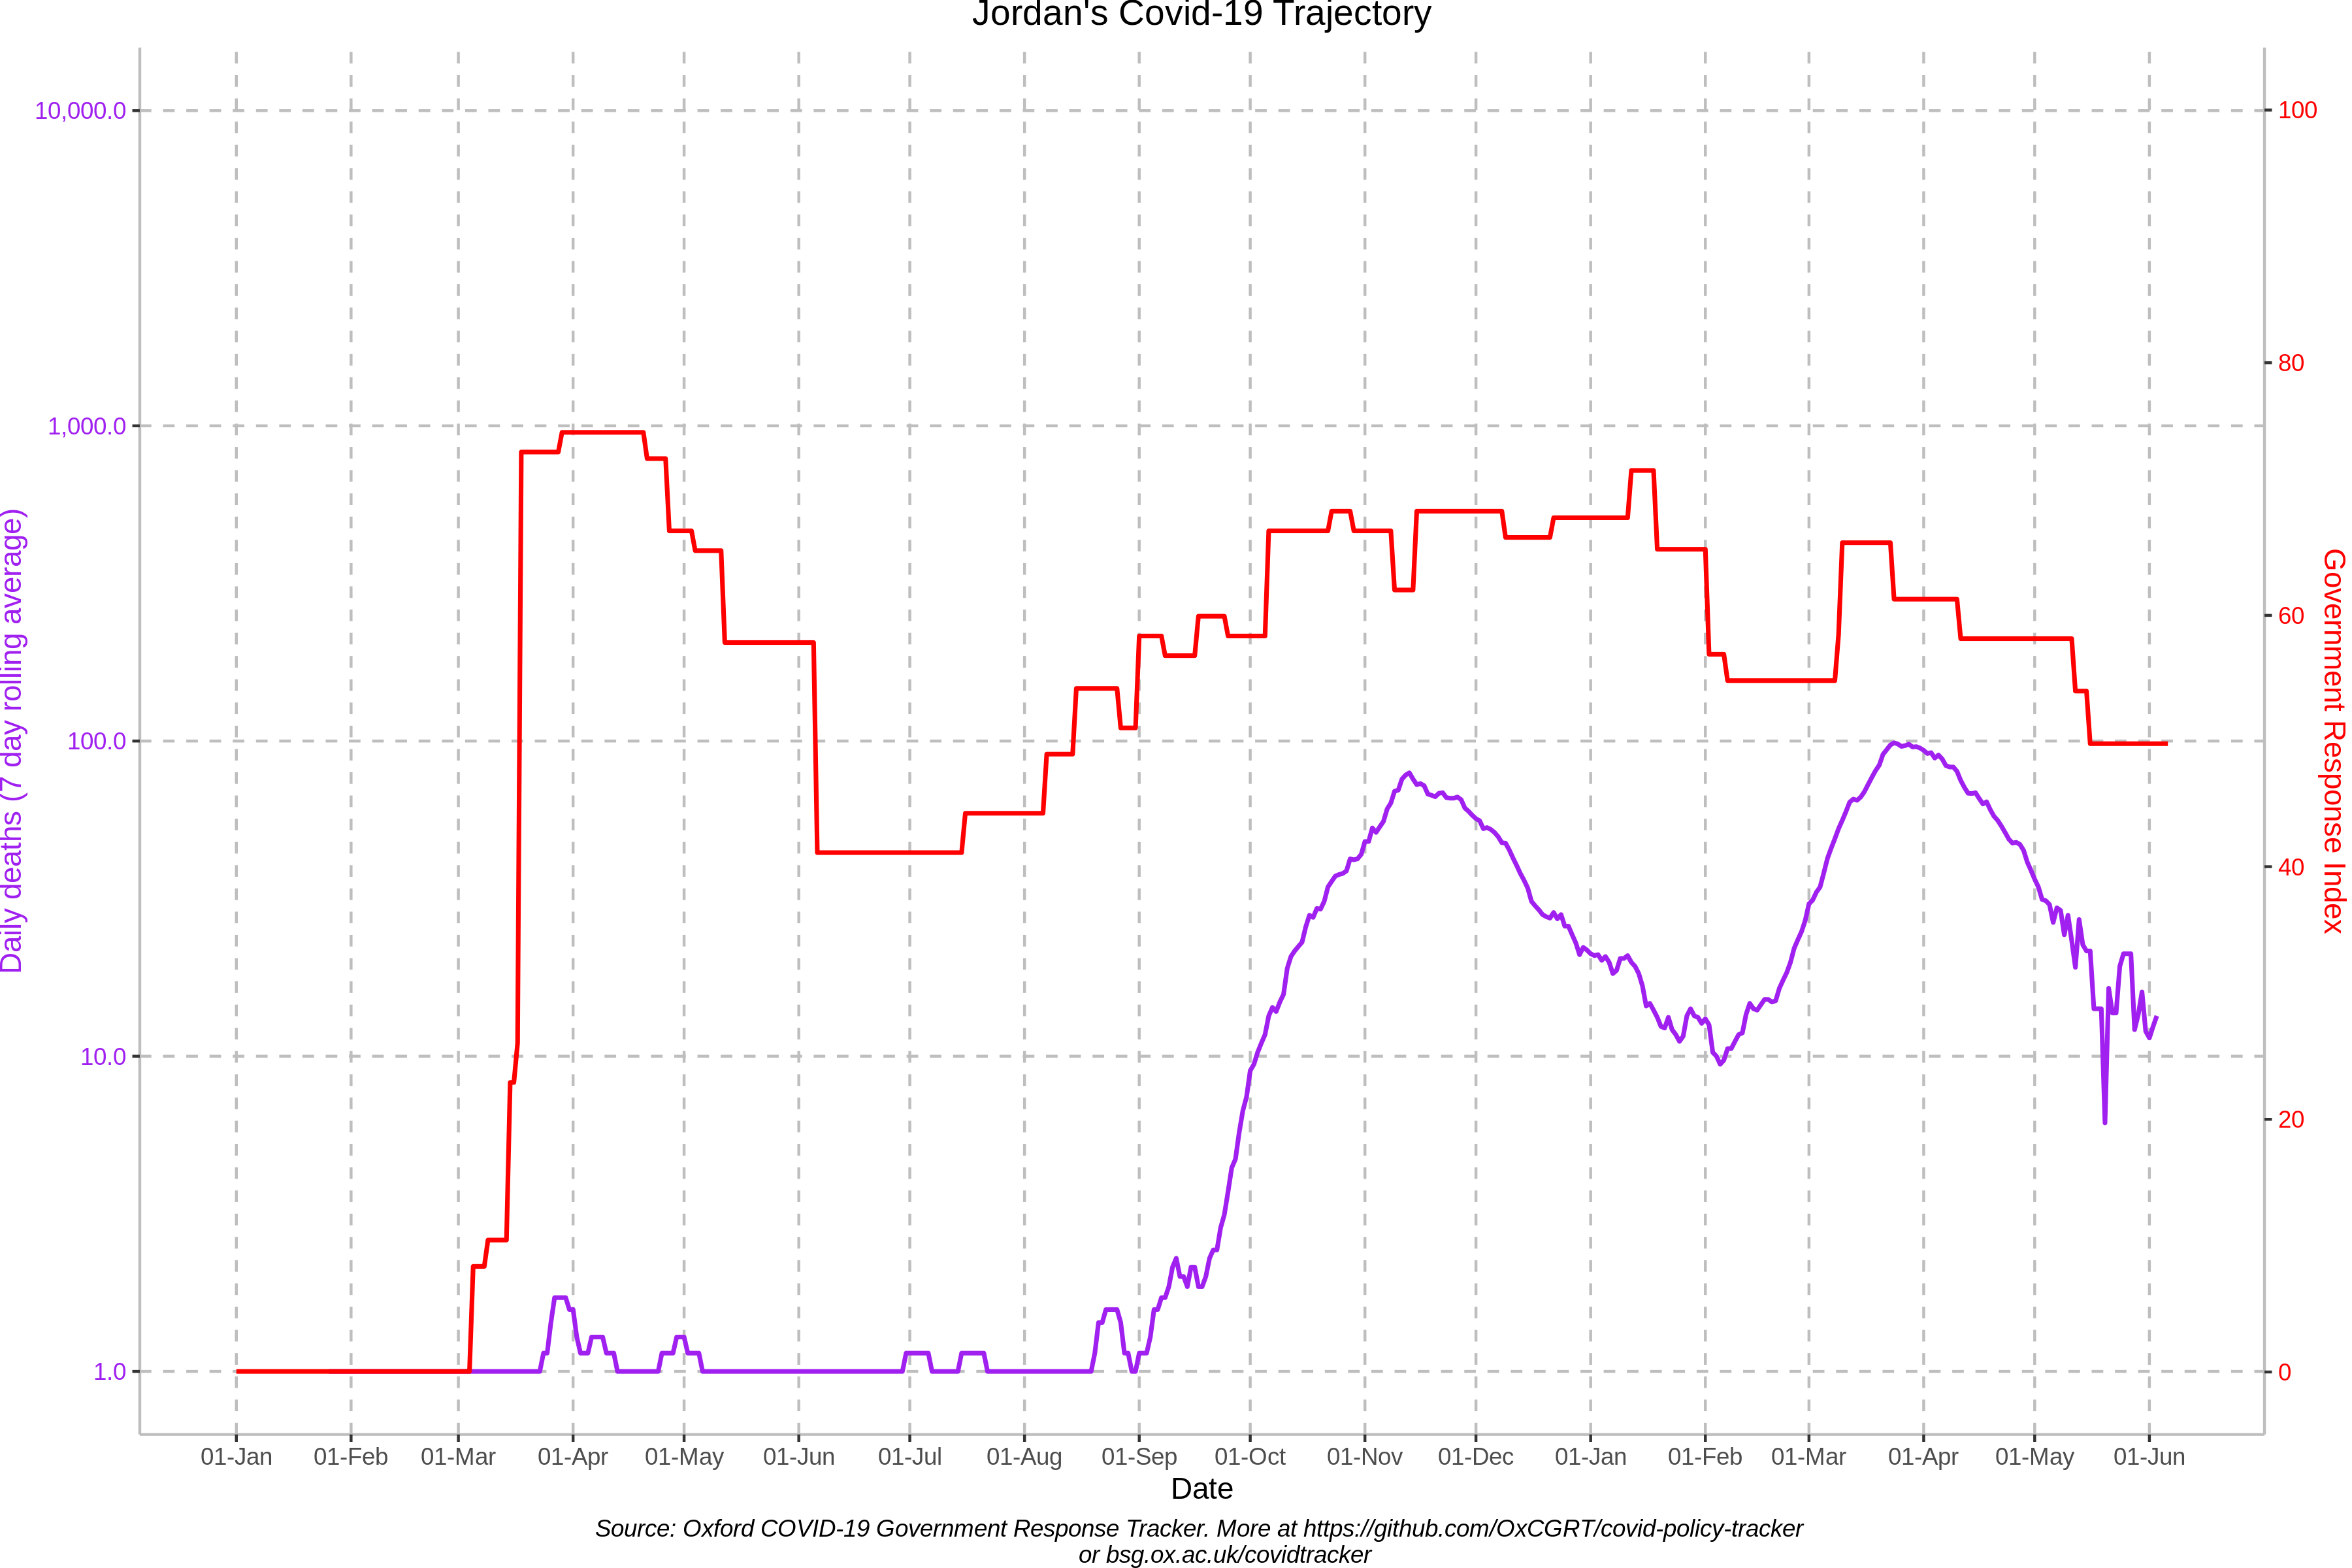 Jordan's Covid-19 Trajectory
10,000.0
1,000.0
100.0
10.0
1.0
Daily deaths (7 day rolling average)
100
80
60
40
20
0
Government Response Index
01-Jan 01-Feb 01-Mar 01-Apr 01-May 01-Jun 01-Jul 01-Aug 01-Sep 01-Oct 01-Nov 01-Dec 01-Jan 01-Feb 01-Mar 01-Apr 01-May 01-Jun
Date
Source: Oxford COVID-19 Government Response Tracker. More at https://github.com/OxCGRT/covid-policy-tracker
or bsg.ox.ac.uk/covidtracker